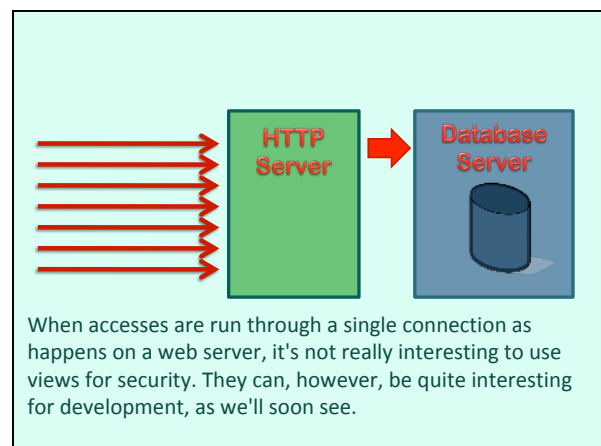 HTTP
Server
Database
Server
When accesses are run through a single connection as
happens on a web server, it's not really interesting to use
views for security. They can, however, be quite interesting
for development, as we'll soon see.